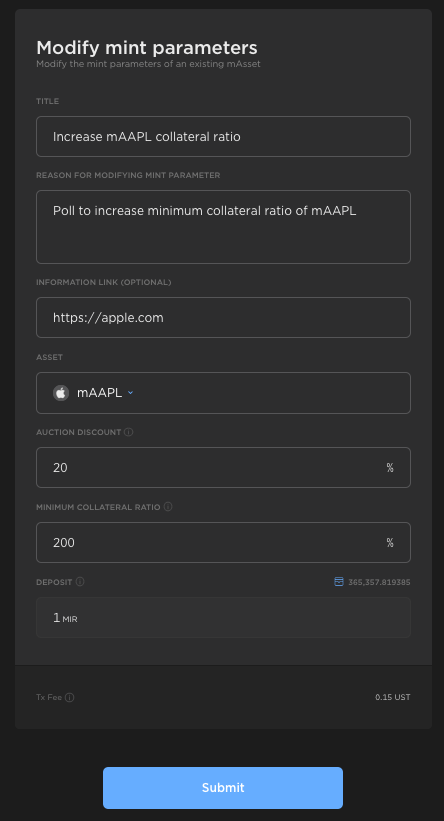 Modify mint parameters
Modify the mint parameters of an existing mAsset
TITLE
Increase mAAPL collateral ratio
REASON FOR MODIFYING MINT PARAMETER
Poll to increase minimum collateral ratio of mAAPL
INFORMATION LINK (OPTIONAL)
https://apple.com
ASSET
mAAPL
AUCTION DISCOUNT
20 %
MINIMUM COLLATERAL RATIO
200 %
DEPOSIT 365,357.819385
1 MIR
Tx Fee 0.15 UST
Submit